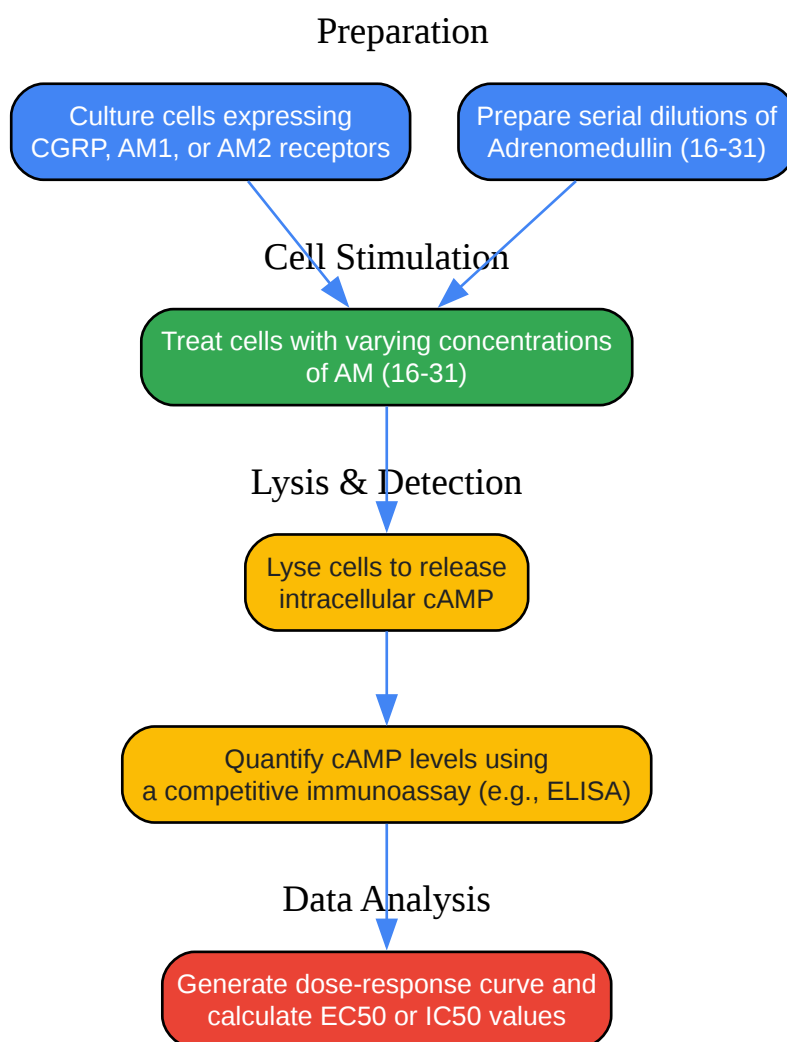 Preparation
Culture cells expressing
CGRP, AM1, or AM2 receptors
Prepare serial dilutions of
Adrenomedullin (16-31)
Cell Stimulation
Treat cells with varying concentrations
of AM (16-31)
Lysis & Detection
Lyse cells to release
intracellular cAMP
Quantify cAMP levels using
a competitive immunoassay (e.g., ELISA)
Data Analysis
Generate dose-response curve and
calculate EC50 or IC50 values